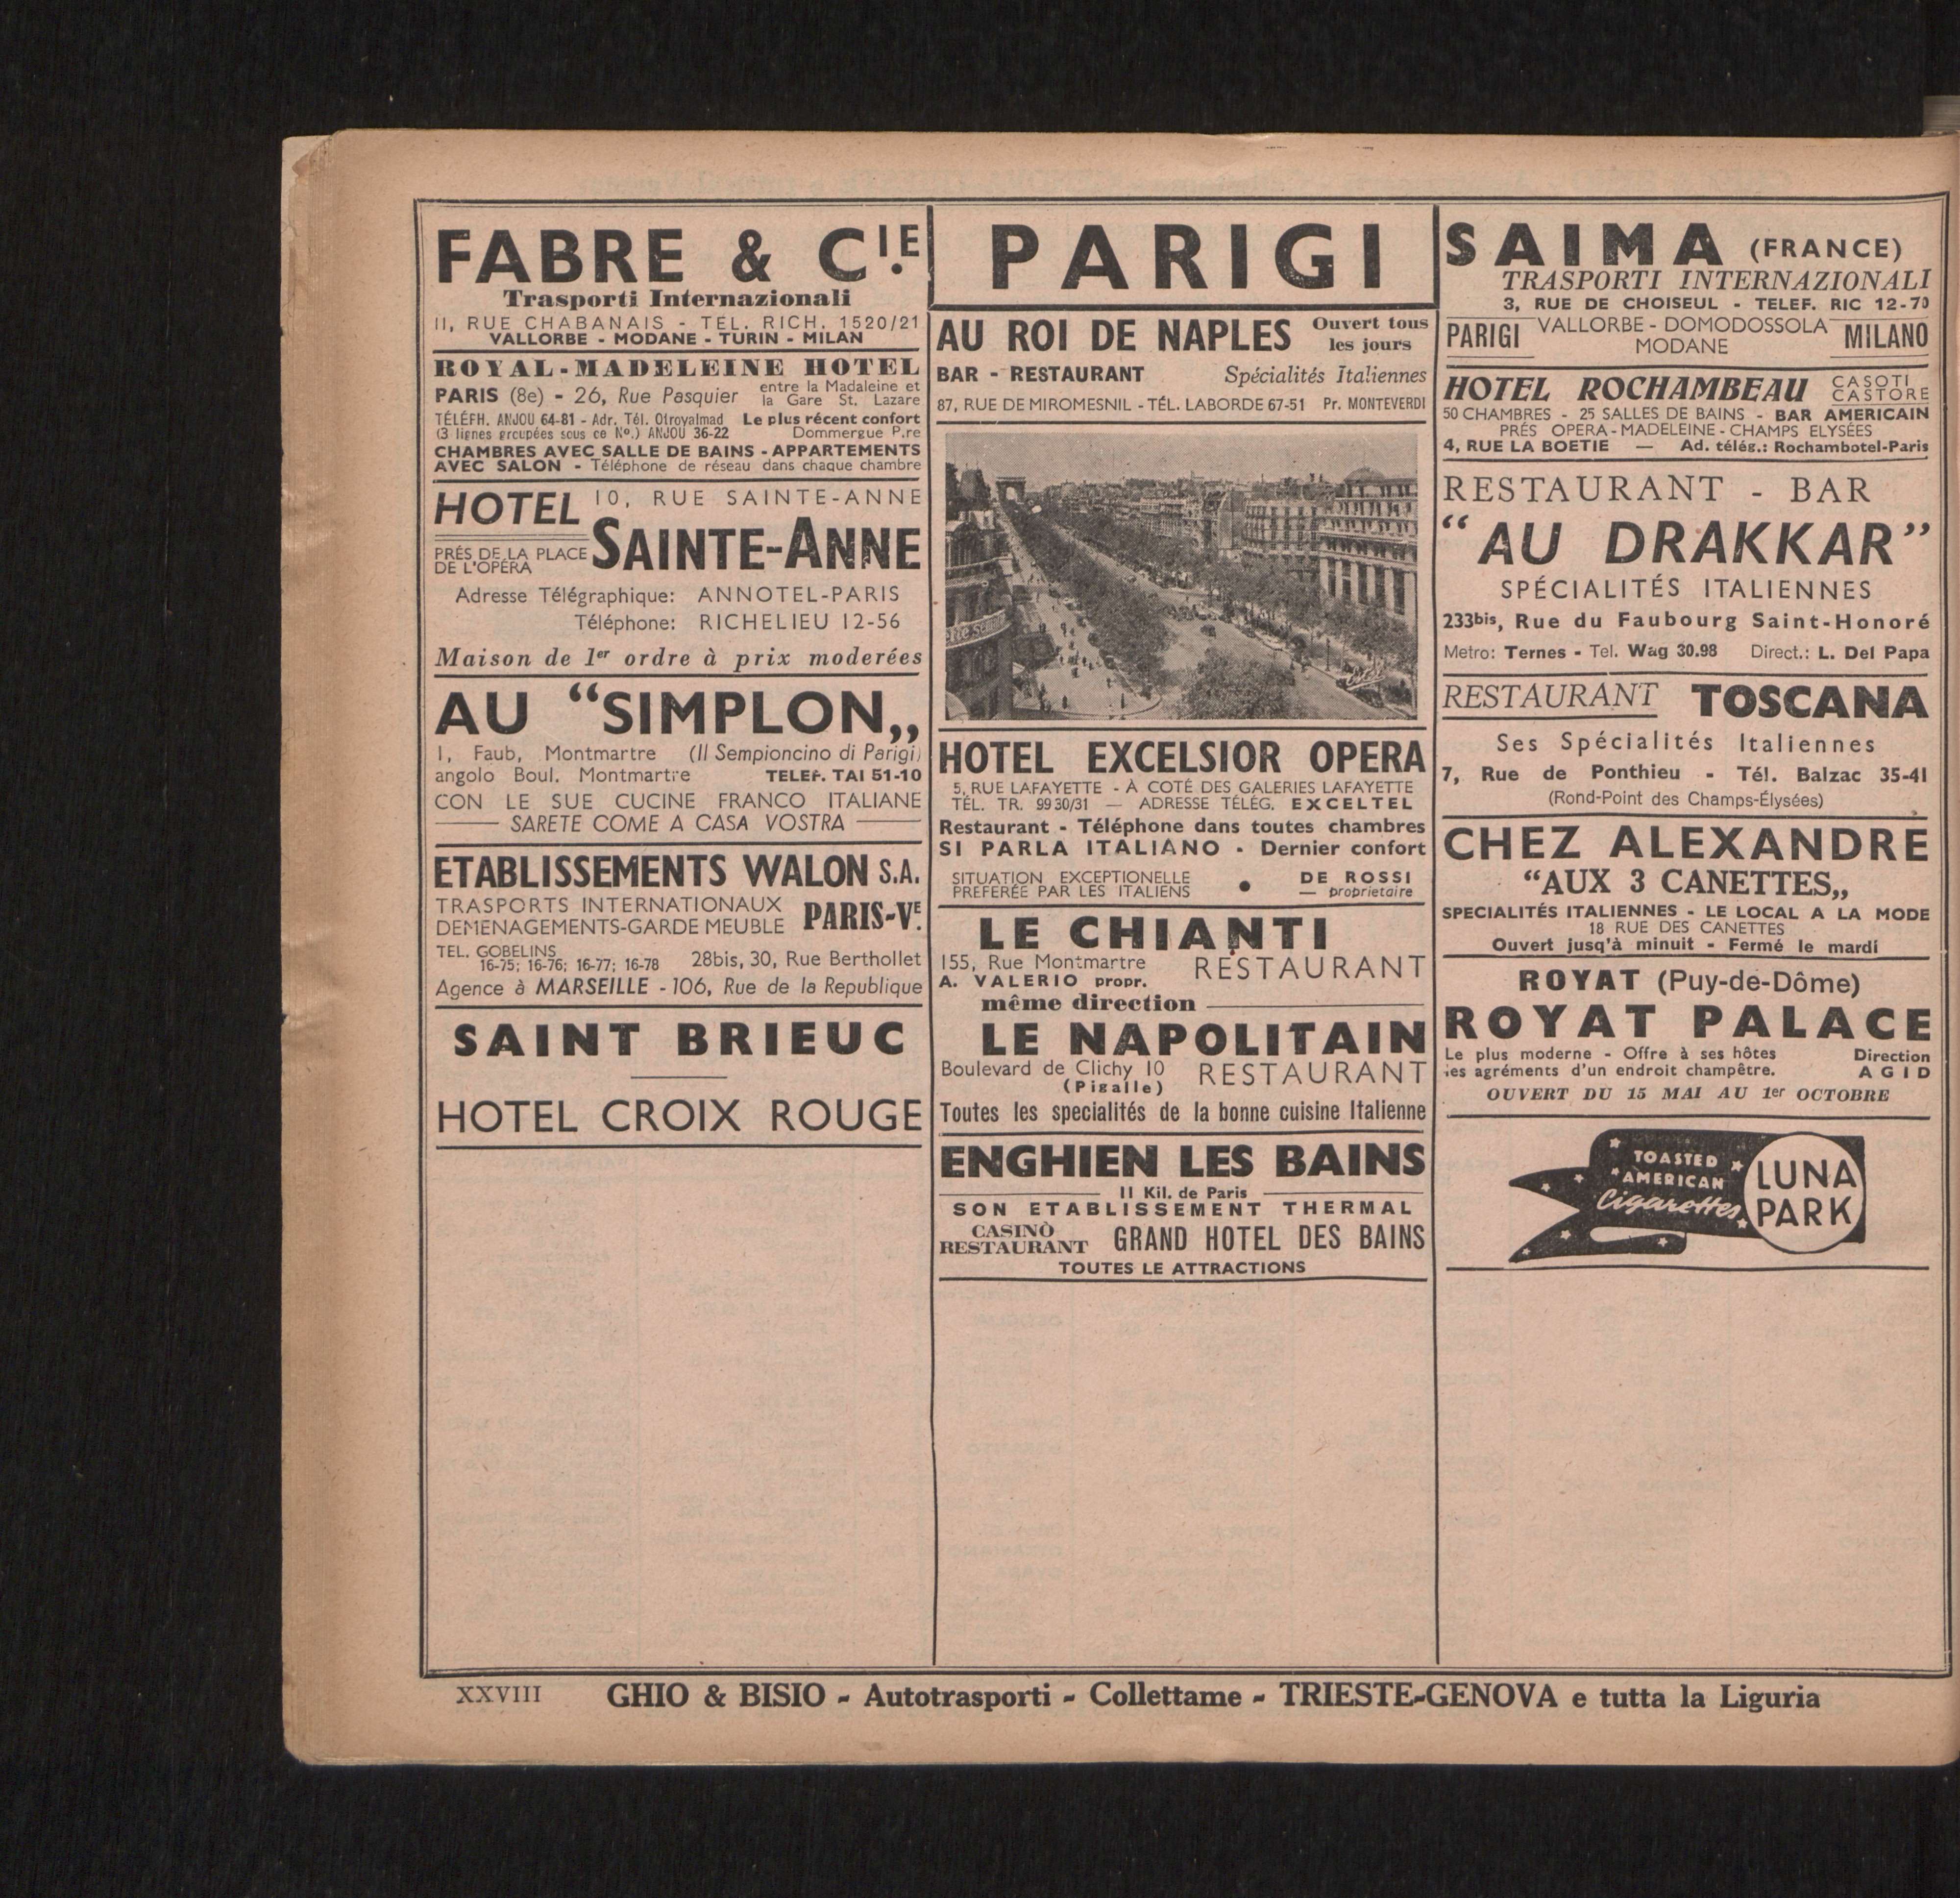 FABRE & CIE.
Trasporti Internazionali
11, RUE CHABANAIS - TEL. RICH. 1520/21
VALLORBE - MODANE - TURIN - MILAN
ROYAL-MADELEINE HOTEL
PARIS (8e) - 26, Rue Pasquier entre la Madaleine et
la Gare St. Lazare
TÉLÉFH. ANJOU 64-81 - Adr. Tél. Otroyalmad Le plus récent confort
(3 lignes groupées sous ce No.) ANJOU 36-22 Dommergue P.re
CHAMBRES AVEC SALLE DE BAINS - APPARTEMENTS
AVEC SALON - Téléphone de réseau dans chaque chambre
HOTEL 10, RUE SAINTE-ANNE
PRÉS DE LA PLACE
DE L'OPÉRA
SAINTE-ANNE
Adresse Télégraphique: ANNOTEL-PARIS
Téléphone: RICHELIEU 12-56
Maison de 1er ordre à prix moderées
AU “SIMPLON„
1, Faub, Montmartre (Il Sempioncino di Parigi)
angolo Boul. Montmartre TELEF. TAI 51-10
CON LE SUE CUCINE FRANCO ITALIANE
SARETE COME A CASA VOSTRA
ETABLISSEMENTS WALON S.A.
TRASPORTS INTERNATIONAUX
DEMENAGEMENTS-GARDE MEUBLE PARIS-VE.
TEL. GOBELINS
16-75; 16-76; 16-77; 16-78 28bis, 30, Rue Berthollet
Agence à MARSEILLE - 106, Rue de la Republique
SAINT BRIEUC
HOTEL CROIX ROUGE
PARIGI
AU ROI DE NAPLES Ouvert tous
les jours
BAR - RESTAURANT Spécialités Italiennes
87, RUE DE MIROMESNIL - TÉL. LABORDE 67-51 Pr. MONTEVERDI
HOTEL EXCELSIOR OPERA
5, RUE LAFAYETTE - À COTÉ DES GALERIES LAFAYETTE
TÉL. TR. 99 30/31 — ADRESSE TÉLÉG. EXCELTEL
Restaurant - Téléphone dans toutes chambres
SI PARLA ITALIANO - Dernier confort
SITUATION EXCEPTIONELLE
PREFERÉE PAR LES ITALIENS
● DE ROSSI
— proprietaire
LE CHIANTI
155, Rue Montmartre RESTAURANT
A. VALERIO propr.
même direction
LE NAPOLITAIN
Boulevard de Clichy 10 RESTAURANT
(Pigalle)
Toutes les specialités de la bonne cuisine Italienne
ENGHIEN LES BAINS
11 Kil. de Paris
SON ETABLISSEMENT THERMAL
CASINÒ
RESTAURANT GRAND HOTEL DES BAINS
TOUTES LE ATTRACTIONS
SAIMA (FRANCE)
TRASPORTI INTERNAZIONALI
3, RUE DE CHOISEUL - TELEF. RIC 12-70
PARIGI VALLORBE - DOMODOSSOLA MILANO
MODANE
HOTEL ROCHAMBEAU CASOTI
CASTORE
50 CHAMBRES - 25 SALLES DE BAINS - BAR AMERICAIN
PRÉS OPERA - MADELEINE - CHAMPS ELYSÉES
4, RUE LA BOETIE — Ad. télég.: Rochambotel-Paris
RESTAURANT - BAR
“AU DRAKKAR”
SPÉCIALITÉS ITALIENNES
233bis, Rue du Faubourg Saint-Honoré
Metro: Ternes - Tel. Wag 30.98 Direct.: L. Del Papa
RESTAURANT TOSCANA
Ses Spécialités Italiennes
7, Rue de Ponthieu - Tél. Balzac 35-41
(Rond-Point des Champs-Élysées)
CHEZ ALEXANDRE
“AUX 3 CANETTES„
SPECIALITÉS ITALIENNES - LE LOCAL A LA MODE
18 RUE DES CANETTES
Ouvert jusq'à minuit - Fermé le mardi
ROYAT (Puy-de-Dôme)
ROYAT PALACE
Le plus moderne - Offre à ses hôtes Direction
les agréments d'un endroit champêtre. AGID
OUVERT DU 15 MAI AU 1er OCTOBRE
TOASTED
AMERICAN
Cigarettes
LUNA
PARK
XXVIII GHIO & BISIO - Autotrasporti - Collettame - TRIESTE-GENOVA e tutta la Liguria